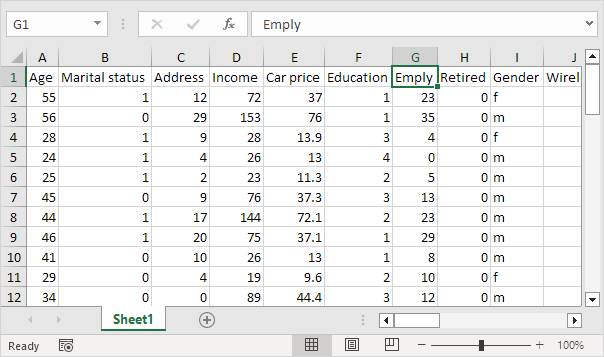 G1 Emply
A B C D E F G H I J
1 Age Marital status Address Income Car price Education Emply Retired Gender Wirel
2 55 1 12 72 37 1 23 0 f
3 56 0 29 153 76 1 35 0 m
4 28 1 9 28 13.9 3 4 0 f
5 24 1 4 26 13 4 0 0 m
6 25 1 2 23 11.3 2 5 0 m
7 45 0 9 76 37.3 3 13 0 m
8 44 1 17 144 72.1 2 23 0 m
9 46 1 20 75 37.1 1 29 0 m
10 41 0 10 26 13 1 8 0 m
11 29 0 4 19 9.6 2 10 0 f
12 34 0 0 89 44.4 3 12 0 m
Sheet1
Ready 100%